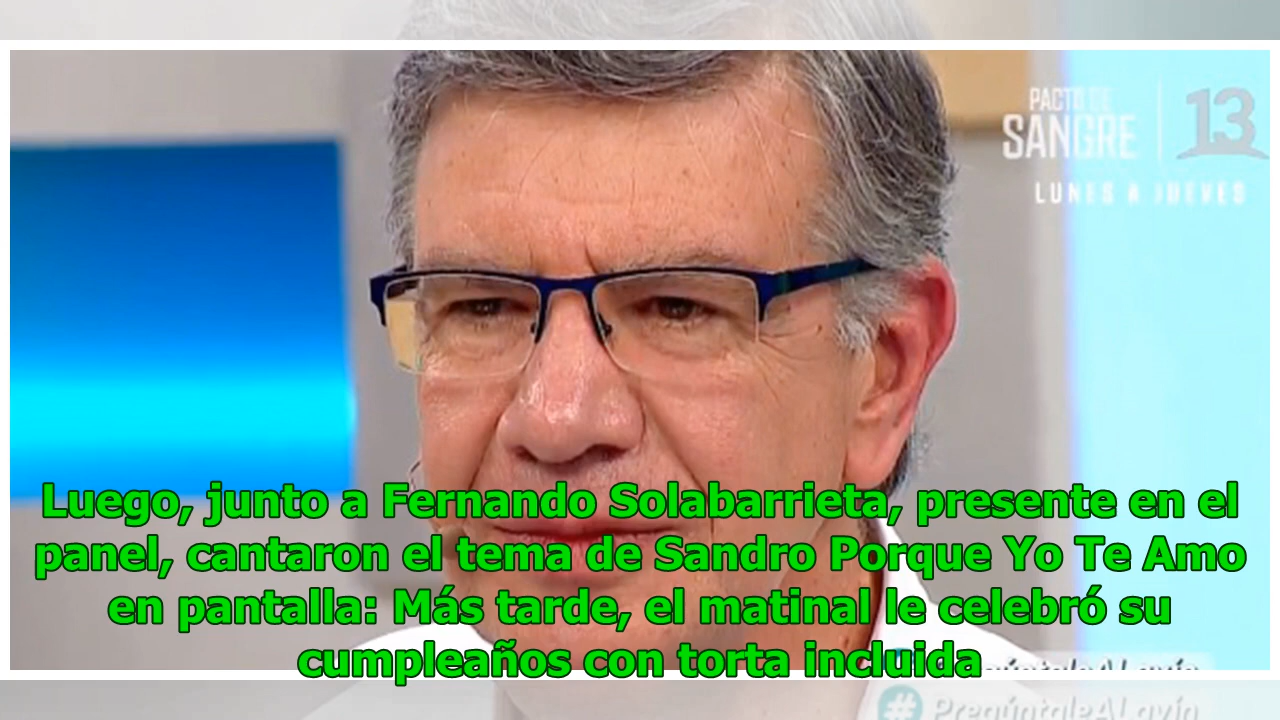 PACTO DE
SANGRE
13
LUNES A JUEVES
Luego, junto a Fernando Solabarrieta, presente en el
panel, cantaron el tema de Sandro Porque Yo Te Amo
en pantalla: Más tarde, el matinal le celebró su
cumpleaños con torta incluida
# PregúntaleALavín